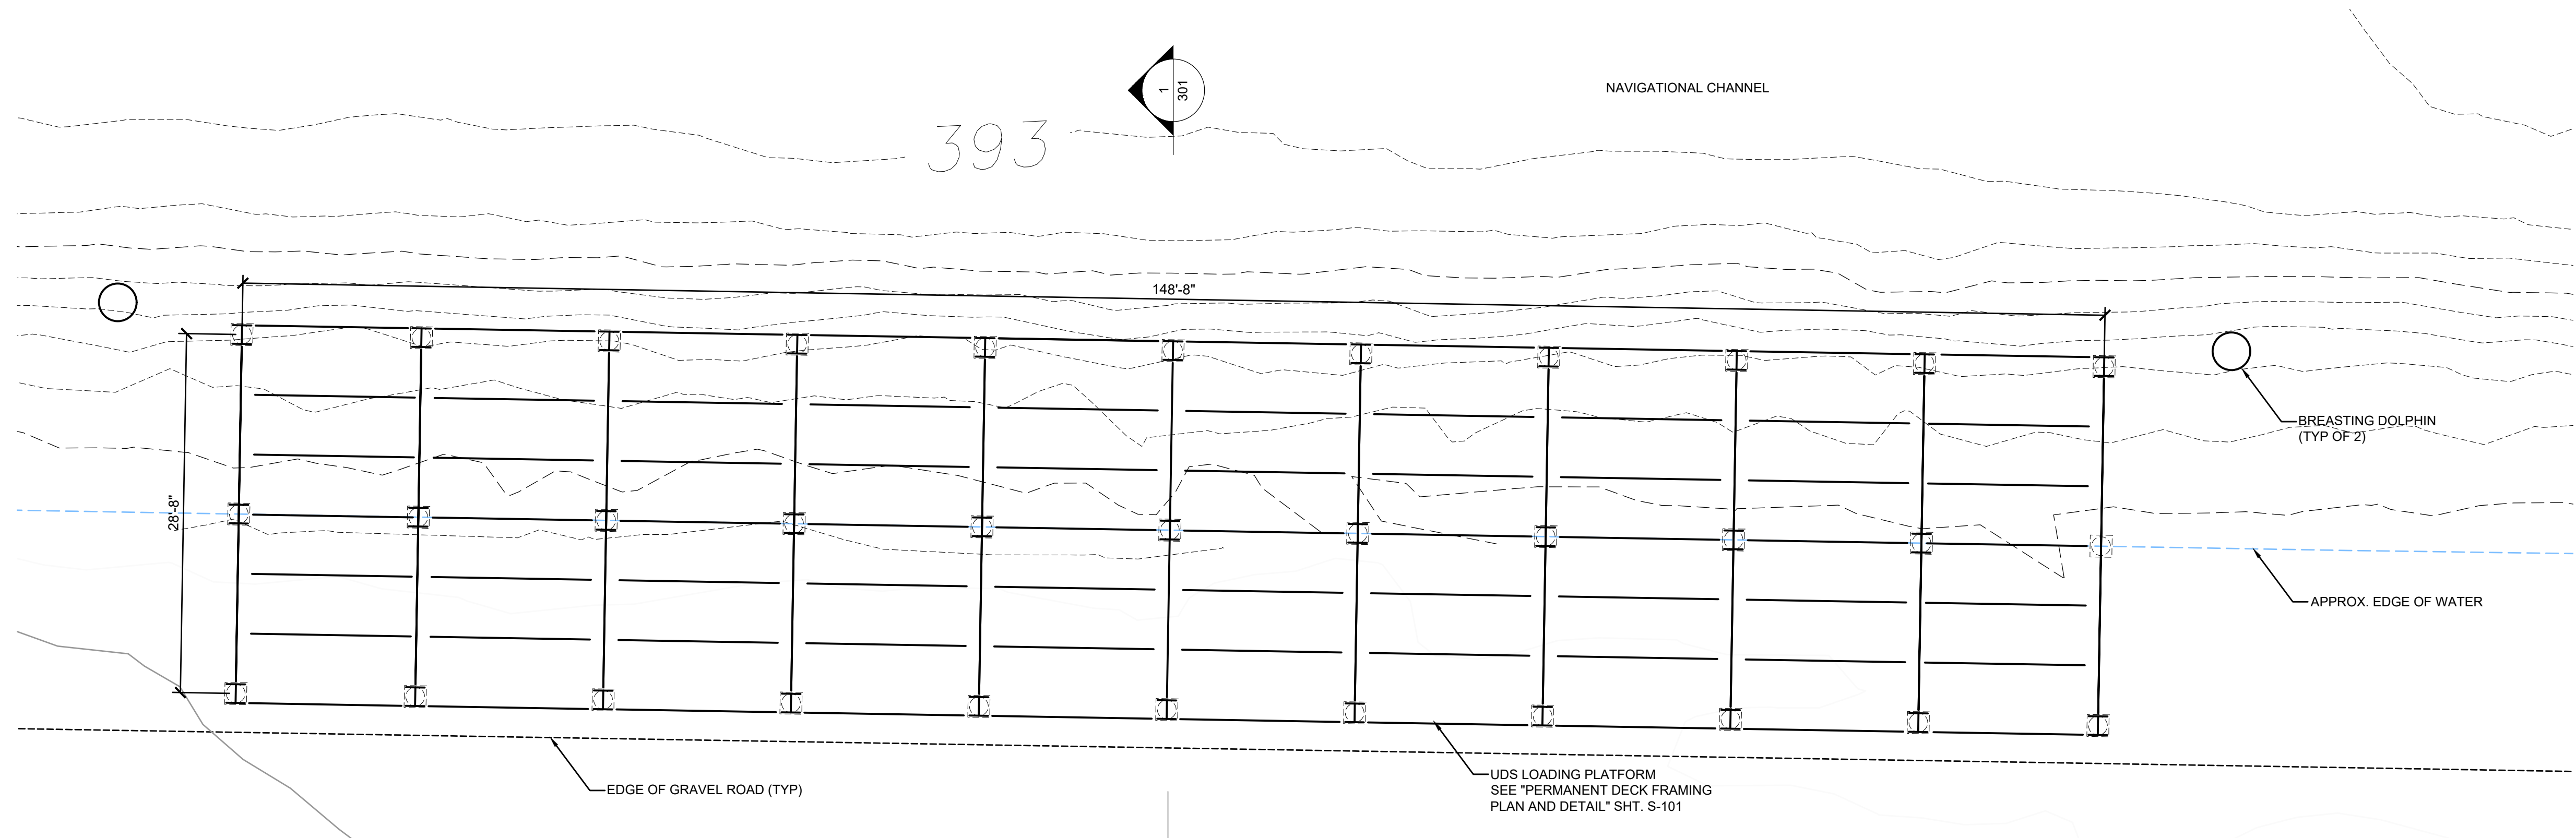 1
301
NAVIGATIONAL CHANNEL
393
148'-8"
28'-8"
BREASTING DOLPHIN
(TYP OF 2)
APPROX. EDGE OF WATER
EDGE OF GRAVEL ROAD (TYP)
UDS LOADING PLATFORM
SEE "PERMANENT DECK FRAMING
PLAN AND DETAIL" SHT. S-101